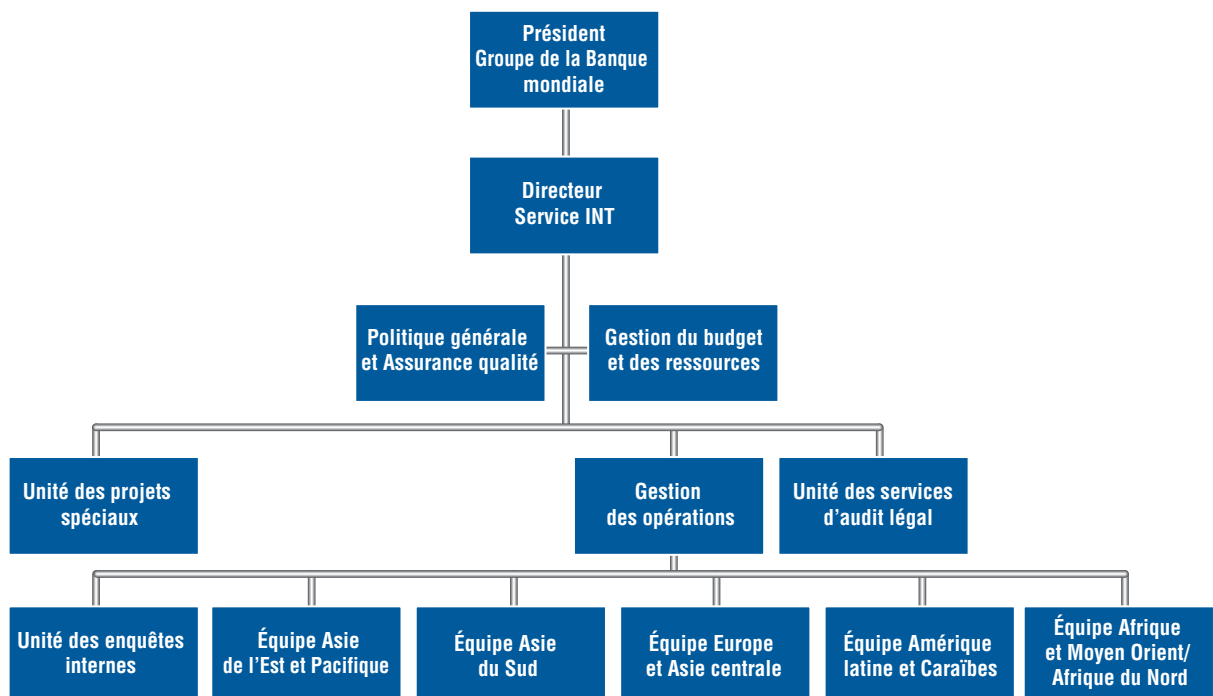 Président
Groupe de la Banque
mondiale
Directeur
Service INT
Politique générale
et Assurance qualité
Gestion du budget
et des ressources
Unité des projets
spéciaux
Gestion
des opérations
Unité des services
d'audit légal
Unité des enquêtes
internes
Équipe Asie
de l'Est et Pacifique
Équipe Asie
du Sud
Équipe Europe
et Asie centrale
Équipe Amérique
latine et Caraïbes
Équipe Afrique
et Moyen Orient/
Afrique du Nord